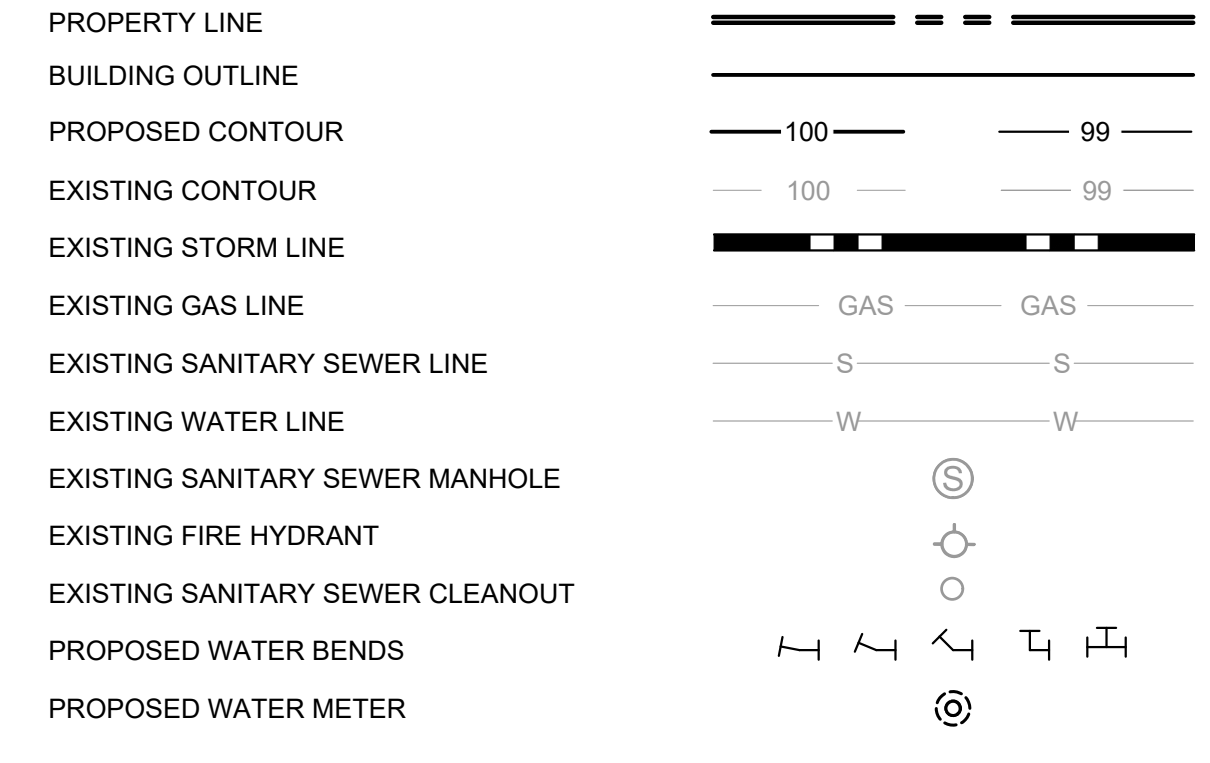 PROPERTY LINE
BUILDING OUTLINE
PROPOSED CONTOUR 100 99
EXISTING CONTOUR 100 99
EXISTING STORM LINE
EXISTING GAS LINE GAS GAS
EXISTING SANITARY SEWER LINE S S
EXISTING WATER LINE W W
EXISTING SANITARY SEWER MANHOLE S
EXISTING FIRE HYDRANT
EXISTING SANITARY SEWER CLEANOUT
PROPOSED WATER BENDS
PROPOSED WATER METER